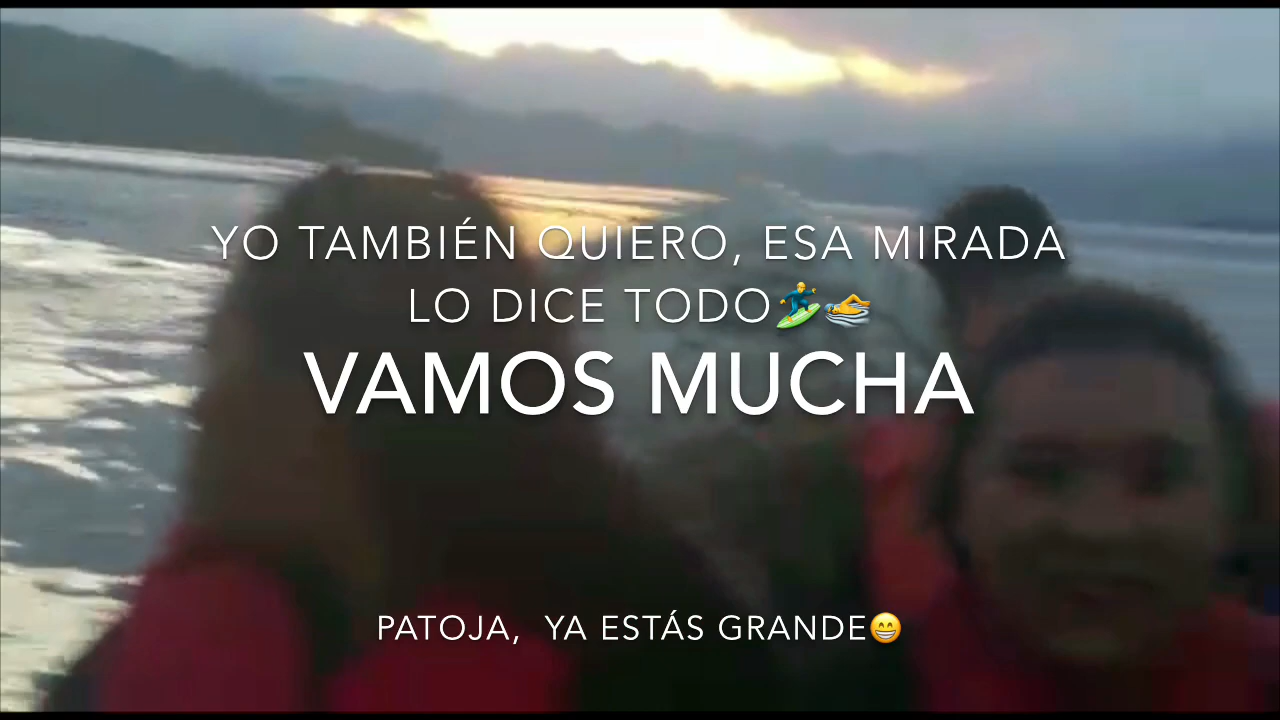 YO TAMBIÉN QUIERO, ESA MIRADA
LO DICE TODO🏄🏊
VAMOS MUCHA
PATOJA, YA ESTÁS GRANDE😁